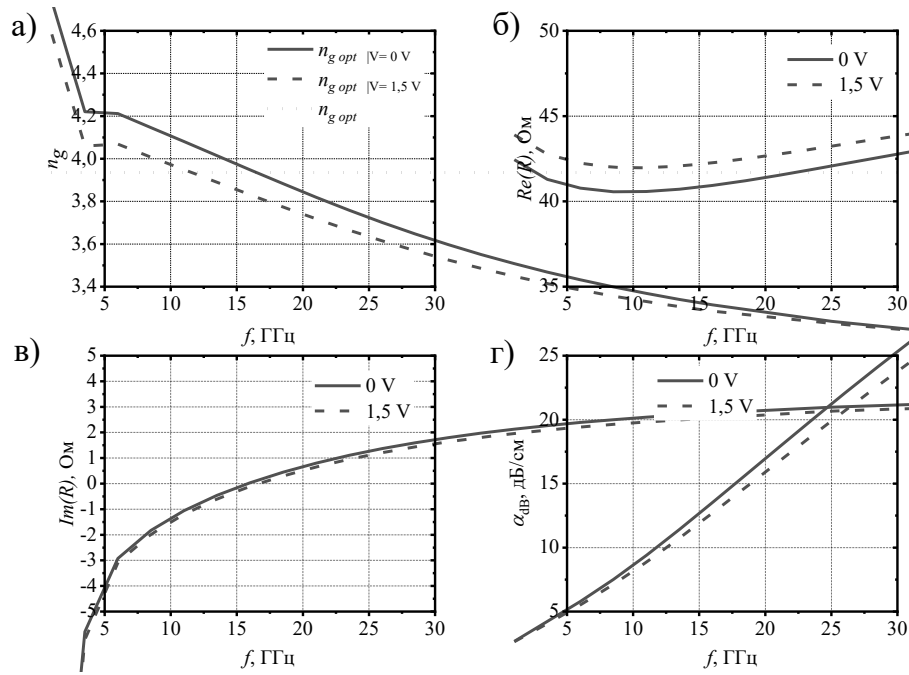 а)
4,6
4,4
4,2
4,0
3,8
3,6
3,4
n_g
n_g opt |V= 0 V
n_g opt |V= 1,5 V
n_g opt
5 10 15 20 25 30
f, ГГц
б)
50
45
40
35
Re(R), Ом
0 V
1,5 V
5 10 15 20 25 30
f, ГГц
в)
5
4
3
2
1
0
-1
-2
-3
-4
-5
Im(R), Ом
0 V
1,5 V
5 10 15 20 25 30
f, ГГц
г)
25
20
15
10
5
α_dB, дБ/см
0 V
1,5 V
5 10 15 20 25 30
f, ГГц